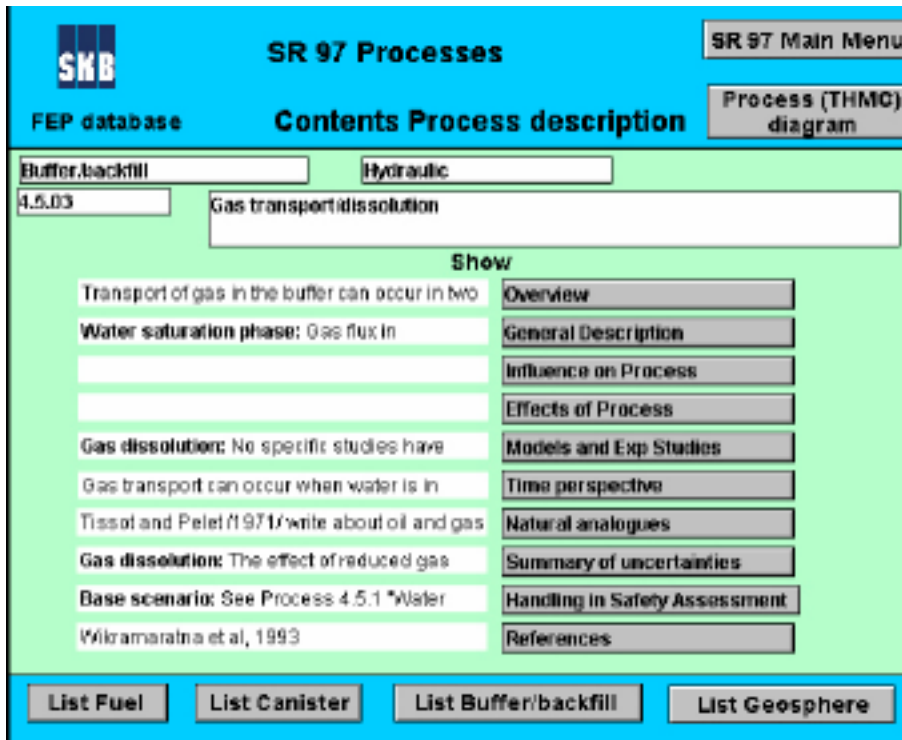 SKB
SR 97 Processes
SR 97 Main Menu
FEP database
Contents Process description
Process (THMC)
diagram
Buffer/backfill
Hydraulic
4.5.03
Gas transport/dissolution
Show
Transport of gas in the buffer can occur in two
Overview
Water saturation phase: Gas flux in
General Description
Influence on Process
Effects of Process
Gas dissolution: No specific studies have
Models and Exp Studies
Gas transport can occur when water is in
Time perspective
Tissot and Pelet /1971/ write about oil and gas
Natural analogues
Gas dissolution: The effect of reduced gas
Summary of uncertainties
Base scenario: See Process 4.5.1 "Water
Handling in Safety Assessment
Wikramaratna et al, 1993
References
List Fuel
List Canister
List Buffer/backfill
List Geosphere